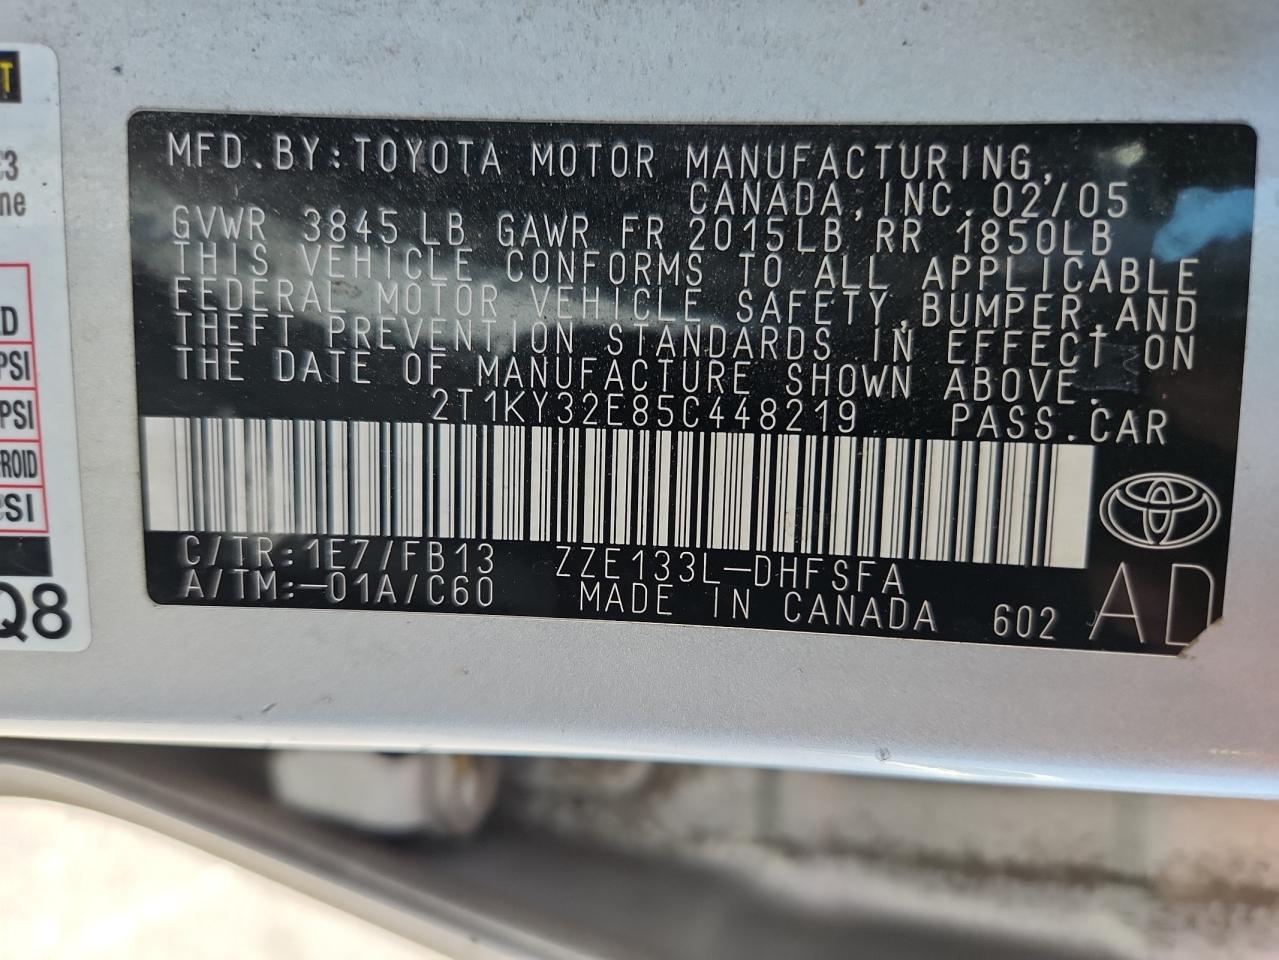 T
3
ne
D
PSI
PSI
ROID
PSI
Q8
MFD.BY:TOYOTA MOTOR MANUFACTURING,
CANADA,INC. 02/05
GVWR 3845 LB GAWR FR 2015LB RR 1850LB
THIS VEHICLE CONFORMS TO ALL APPLICABLE
FEDERAL MOTOR VEHICLE SAFETY,BUMPER,AND
THEFT PREVENTION STANDARDS IN EFFECT ON
THE DATE OF MANUFACTURE SHOWN ABOVE.
2T1KY32E85C448219 PASS.CAR
C/TR:1E7/FB13 ZZE133L-DHFSFA
A/TM:-01A/C60 MADE IN CANADA 602 AD